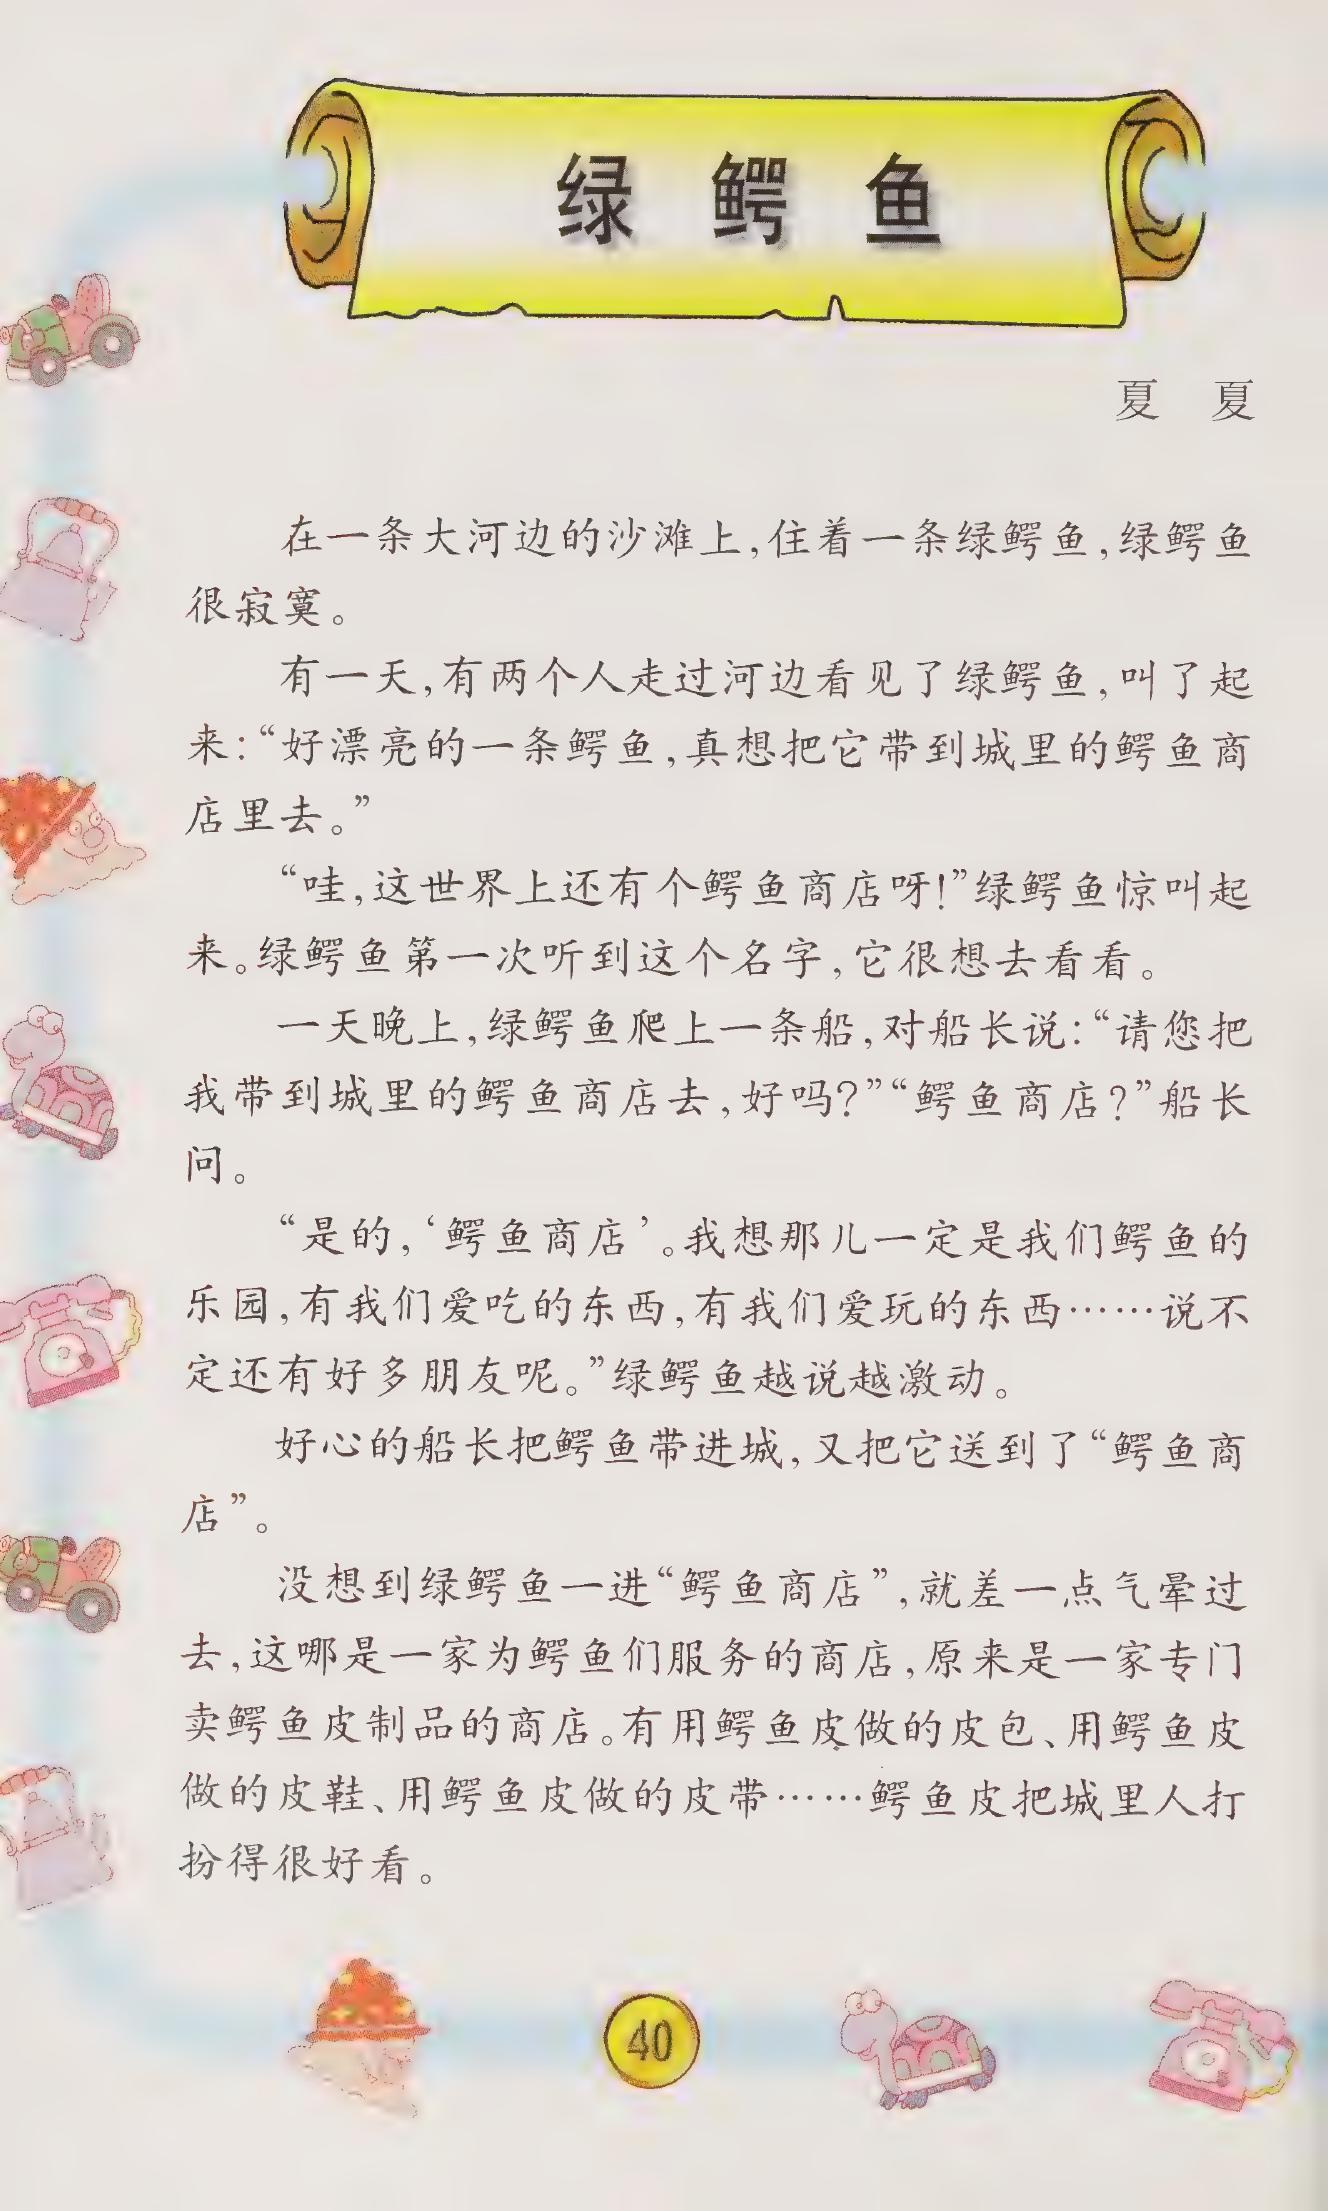 绿鳄鱼
夏 夏
在一条大河边的沙滩上,住着一条绿鳄鱼,绿鳄鱼
很寂寞。
有一天,有两个人走过河边看见了绿鳄鱼,叫了起
来:“好漂亮的一条鳄鱼,真想把它带到城里的鳄鱼商
店里去。”
“哇,这世界上还有个鳄鱼商店呀!”绿鳄鱼惊叫起
来。绿鳄鱼第一次听到这个名字,它很想去看看。
一天晚上,绿鳄鱼爬上一条船,对船长说:“请您把
我带到城里的鳄鱼商店去,好吗?”“鳄鱼商店?”船长
问。
“是的,‘鳄鱼商店’。我想那儿一定是我们鳄鱼的
乐园,有我们爱吃的东西,有我们爱玩的东西……说不
定还有好多朋友呢。”绿鳄鱼越说越激动。
好心的船长把鳄鱼带进城,又把它送到了“鳄鱼商
店”。
没想到绿鳄鱼一进“鳄鱼商店”,就差一点气晕过
去,这哪是一家为鳄鱼们服务的商店,原来是一家专门
卖鳄鱼皮制品的商店。有用鳄鱼皮做的皮包、用鳄鱼皮
做的皮鞋、用鳄鱼皮做的皮带……鳄鱼皮把城里人打
扮得很好看。
40